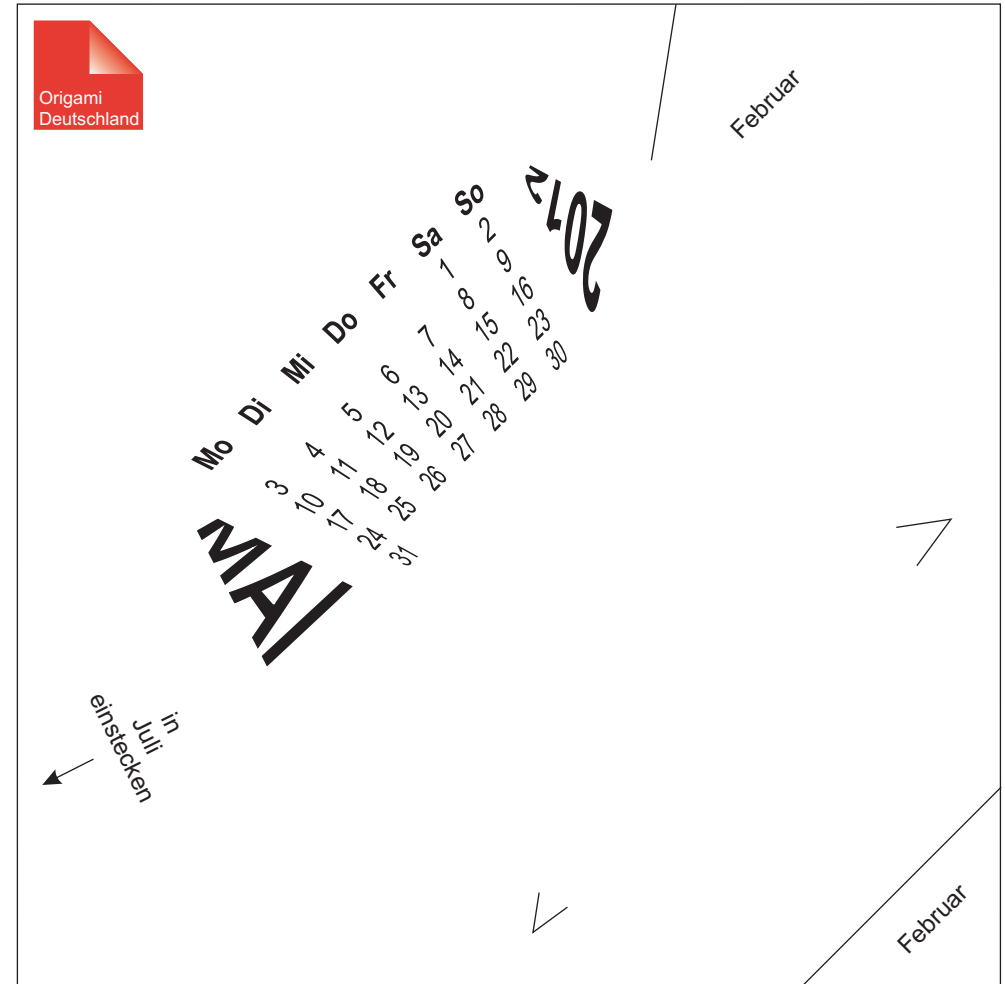 Origami
Deutschland
Februar
Mo Di Mi Do Fr Sa So
1 2
3 4 5 6 7 8 9
10 11 12 13 14 15 16
17 18 19 20 21 22 23
24 25 26 27 28 29 30
31
2012
MAI
in
Juli
einstecken
Februar